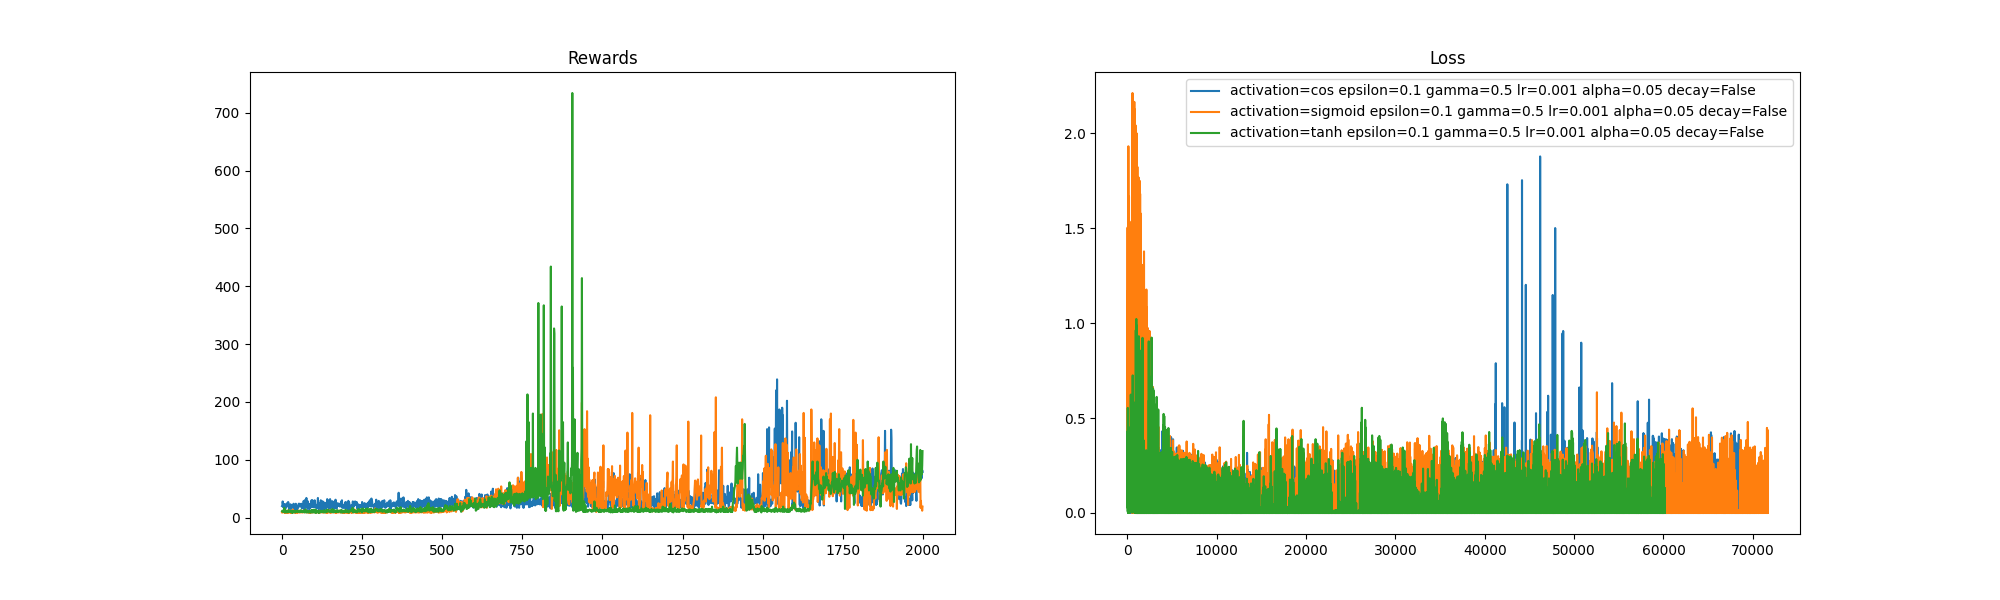 Rewards
700
600
500
400
300
200
100
0
0 250 500 750 1000 1250 1500 1750 2000
Loss
activation=cos epsilon=0.1 gamma=0.5 lr=0.001 alpha=0.05 decay=False
activation=sigmoid epsilon=0.1 gamma=0.5 lr=0.001 alpha=0.05 decay=False
activation=tanh epsilon=0.1 gamma=0.5 lr=0.001 alpha=0.05 decay=False
2.0
1.5
1.0
0.5
0.0
0 10000 20000 30000 40000 50000 60000 70000